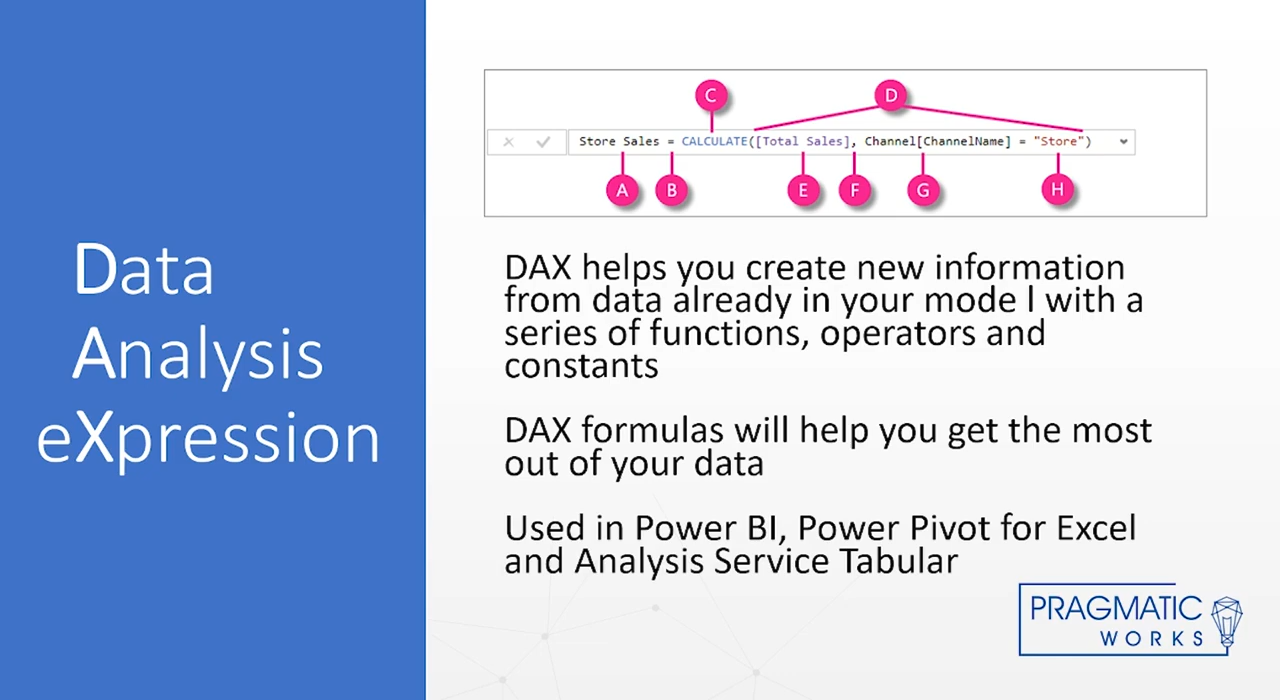 Data
Analysis
eXpression
C
D
Store Sales = CALCULATE([Total Sales], Channel[ChannelName] = "Store")
A
B
E
F
G
H
DAX helps you create new information
from data already in your mode l with a
series of functions, operators and
constants
DAX formulas will help you get the most
out of your data
Used in Power BI, Power Pivot for Excel
and Analysis Service Tabular
PRAGMATIC
WORKS